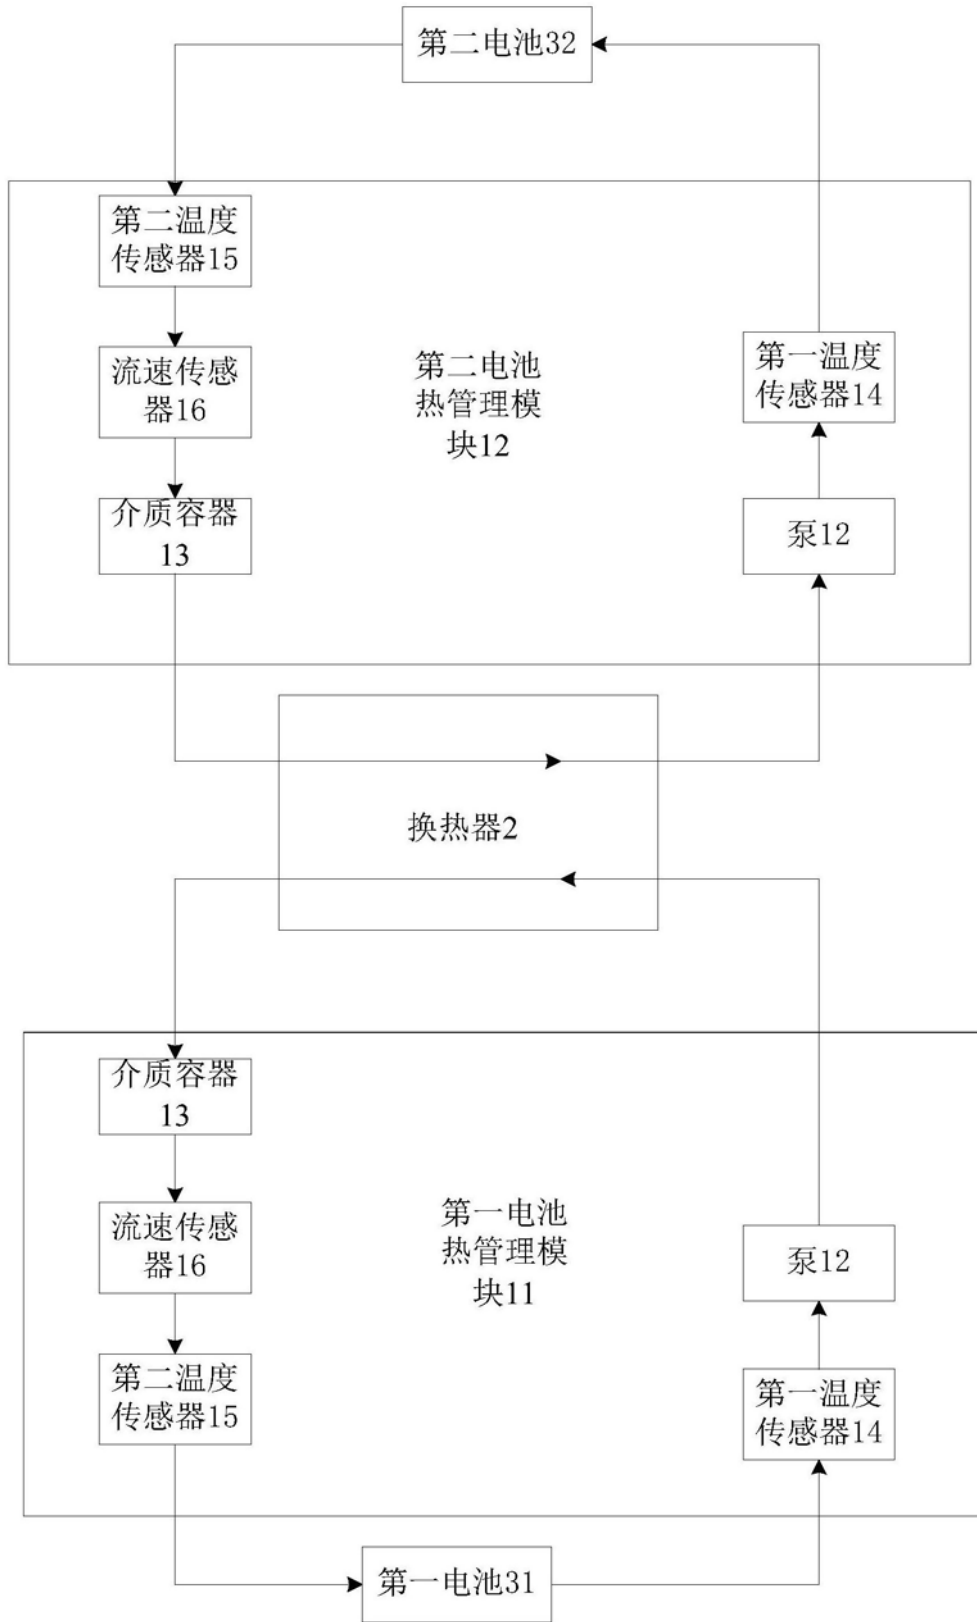 第二电池32
第二温度
传感器15
流速传感
器16
介质容器
13
第二电池
热管理模
块12
第一温度
传感器14
泵12
换热器2
介质容器
13
流速传感
器16
第二温度
传感器15
第一电池
热管理模
块11
泵12
第一温度
传感器14
第一电池31